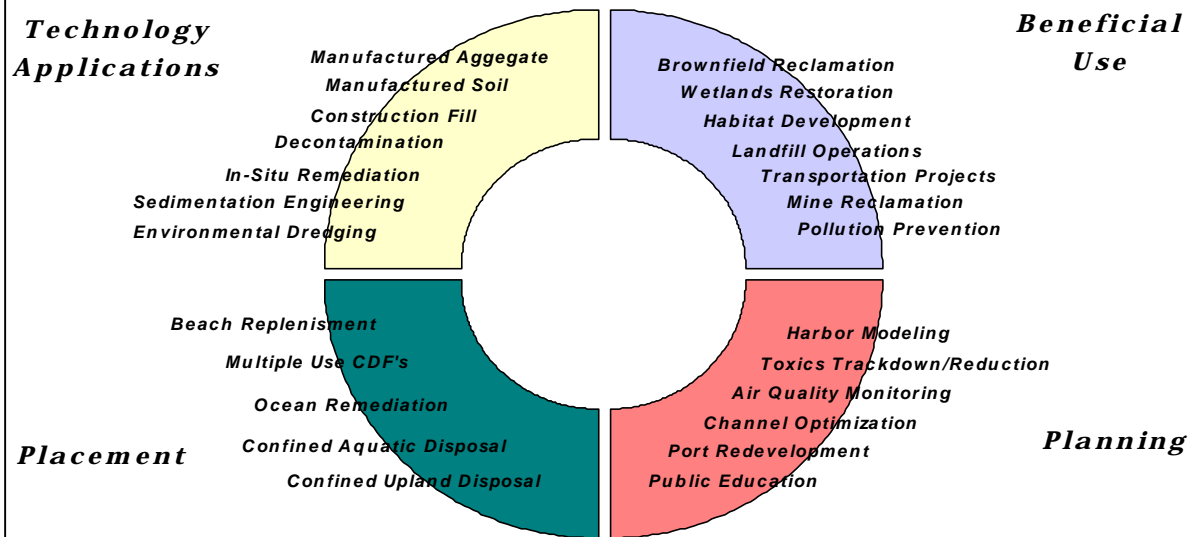 Technology
Applications
Manufactured Aggegate
Manufactured Soil
Construction Fill
Decontamination
In-Situ Remediation
Sedimentation Engineering
Environmental Dredging
Beneficial
Use
Brownfield Reclamation
Wetlands Restoration
Habitat Development
Landfill Operations
Transportation Projects
Mine Reclamation
Pollution Prevention
Placement
Beach Replenisment
Multiple Use CDF's
Ocean Remediation
Confined Aquatic Disposal
Confined Upland Disposal
Planning
Harbor Modeling
Toxics Trackdown/Reduction
Air Quality Monitoring
Channel Optimization
Port Redevelopment
Public Education